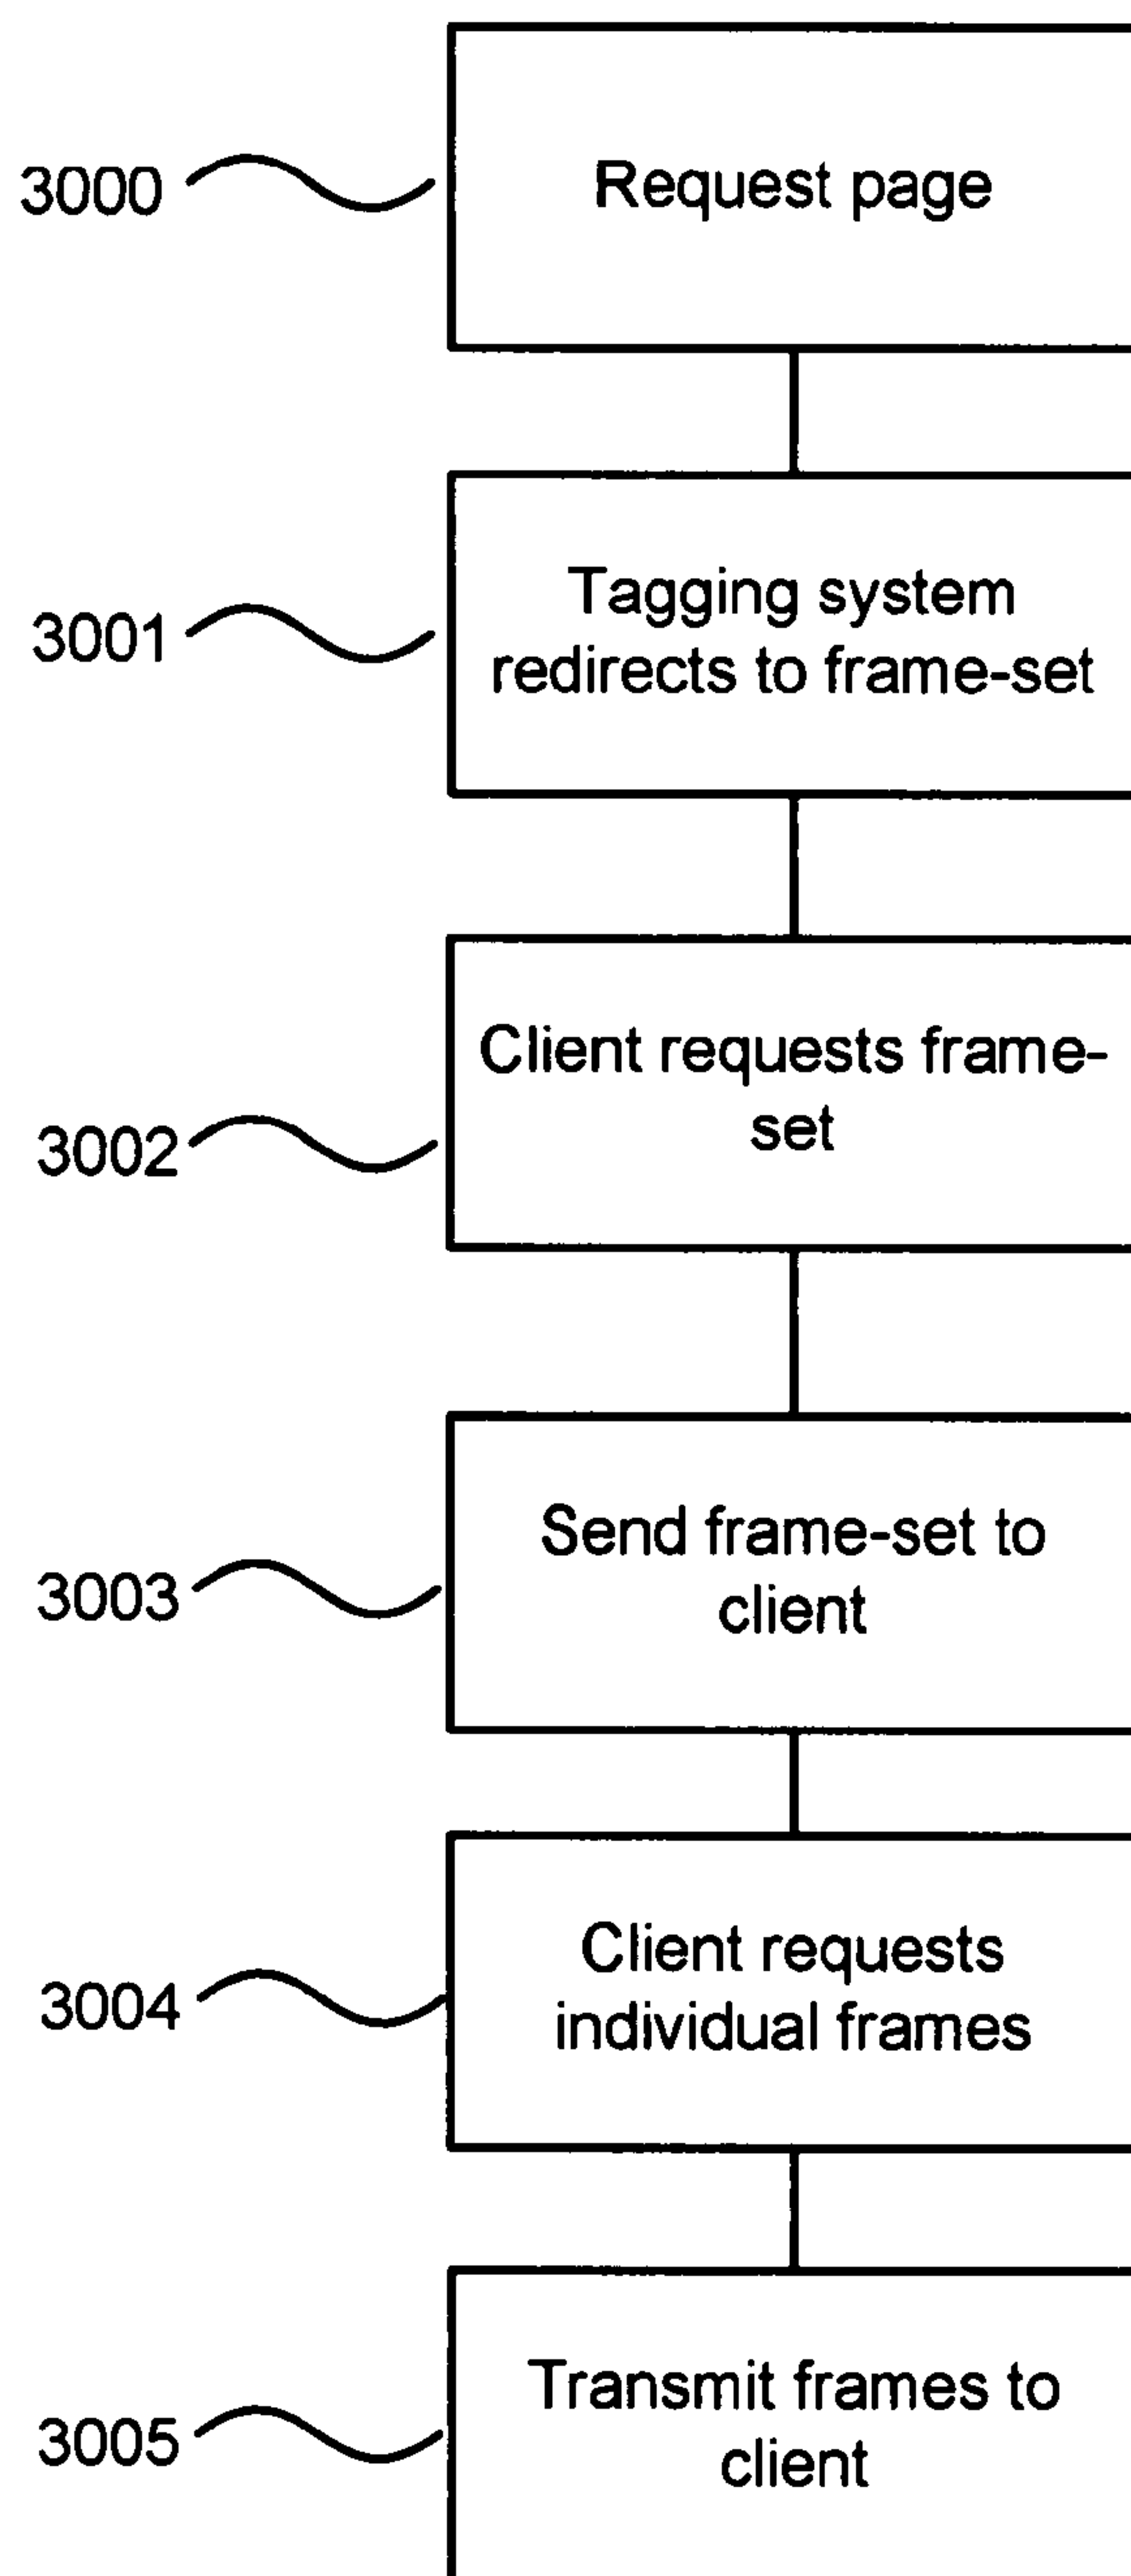 3000
Request page
3001
Tagging system
redirects to frame-set
3002
Client requests frame-
set
3003
Send frame-set to
client
3004
Client requests
individual frames
3005
Transmit frames to
client